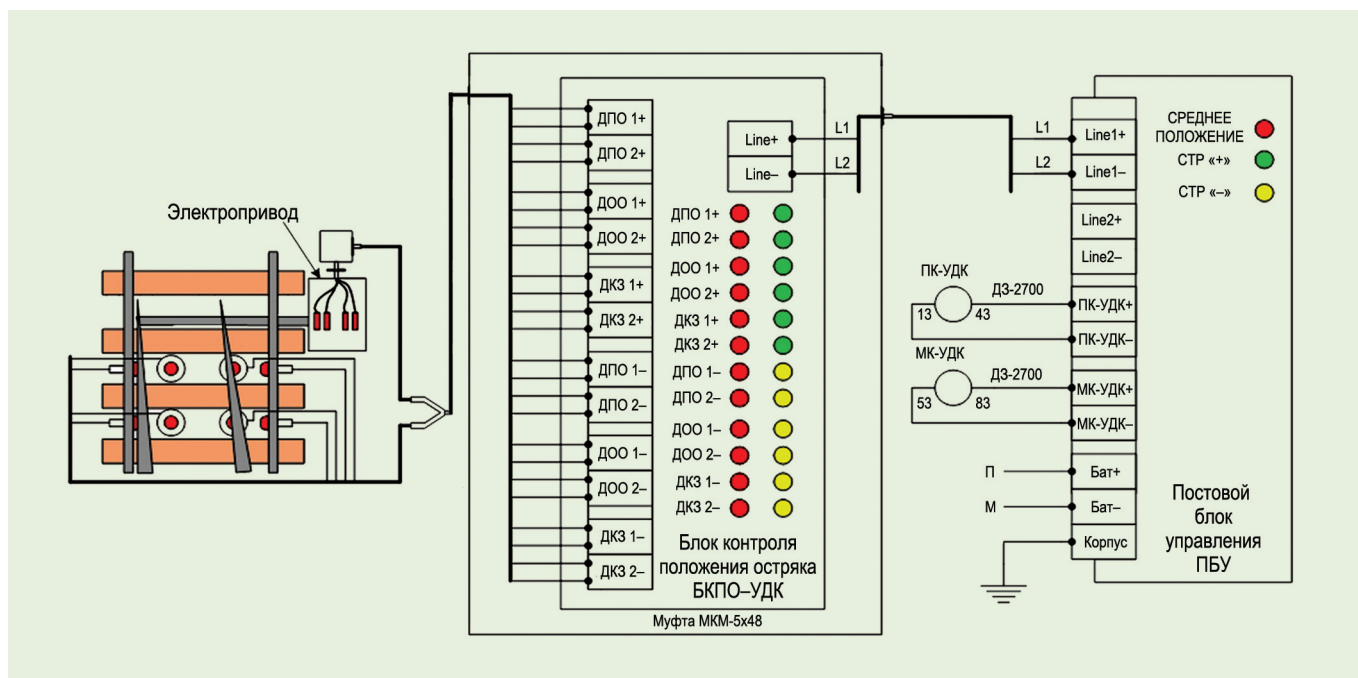 Электропривод
ДПО 1+
ДПО 2+
ДОО 1+
ДОО 2+
ДКЗ 1+
ДКЗ 2+
ДПО 1–
ДПО 2–
ДОО 1–
ДОО 2–
ДКЗ 1–
ДКЗ 2–
Line+
Line–
L1
L2
ДПО 1+
ДПО 2+
ДОО 1+
ДОО 2+
ДКЗ 1+
ДКЗ 2+
ДПО 1–
ДПО 2–
ДОО 1–
ДОО 2–
ДКЗ 1–
ДКЗ 2–
Блок контроля
положения остряка
БКПО–УДК
Муфта МКМ-5х48
L1
L2
Line1+
Line1–
Line2+
Line2–
ПК-УДК
ДЗ-2700
13
43
ПК-УДК+
ПК-УДК–
МК-УДК
ДЗ-2700
53
83
МК-УДК+
МК-УДК–
П
Бат+
М
Бат–
Корпус
СРЕДНЕЕ
ПОЛОЖЕНИЕ
СТР «+»
СТР «–»
Постовой
блок
управления
ПБУ